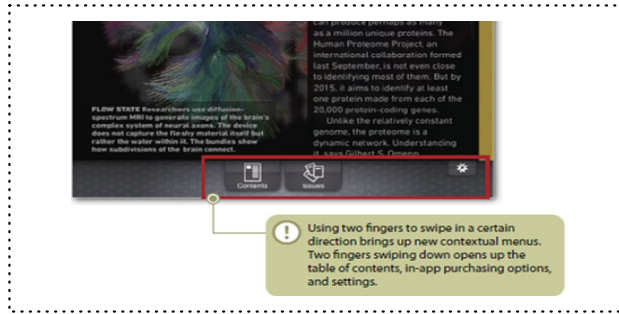 can produce perhaps as many
as a million unique proteins. The
Human Proteome Project, an
international collaboration formed
last September, is not even close
to identifying most of them. But by
2015, it aims to identify at least
one protein made from each of the
20,000 protein-coding genes.
Unlike the relatively constant
genome, the proteome is a
dynamic network. Understanding
it, says Gilbert S. Omenn
FLOW STATE Researchers use diffusion-
spectrum MRI to generate images of the brain's
complex system of neural axons. The device
does not capture the fleshy material itself but
rather the water within it. The bundles show
how subdivisions of the brain connect.
Contents
Issues
Using two fingers to swipe in a certain
direction brings up new contextual menus.
Two fingers swiping down opens up the
table of contents, in-app purchasing options,
and settings.